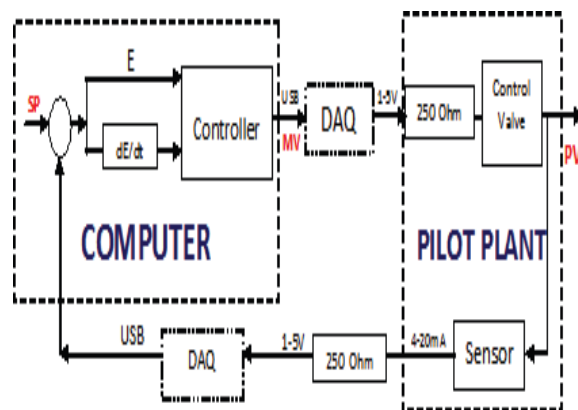 E
SP
dE/dt
Controller
USB
MV
DAQ
1-5V
250 Ohm
Control
Valve
PV
COMPUTER
PILOT PLANT
USB
DAQ
1-5V
250 Ohm
4-20mA
Sensor